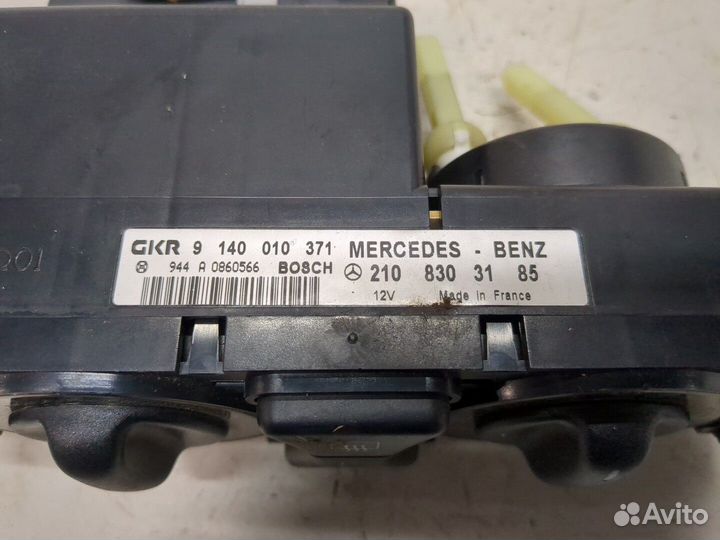 GKR 9 140 010 371 MERCEDES - BENZ
944 A 0860566 BOSCH 210 830 31 85
12V Made in France
Avito